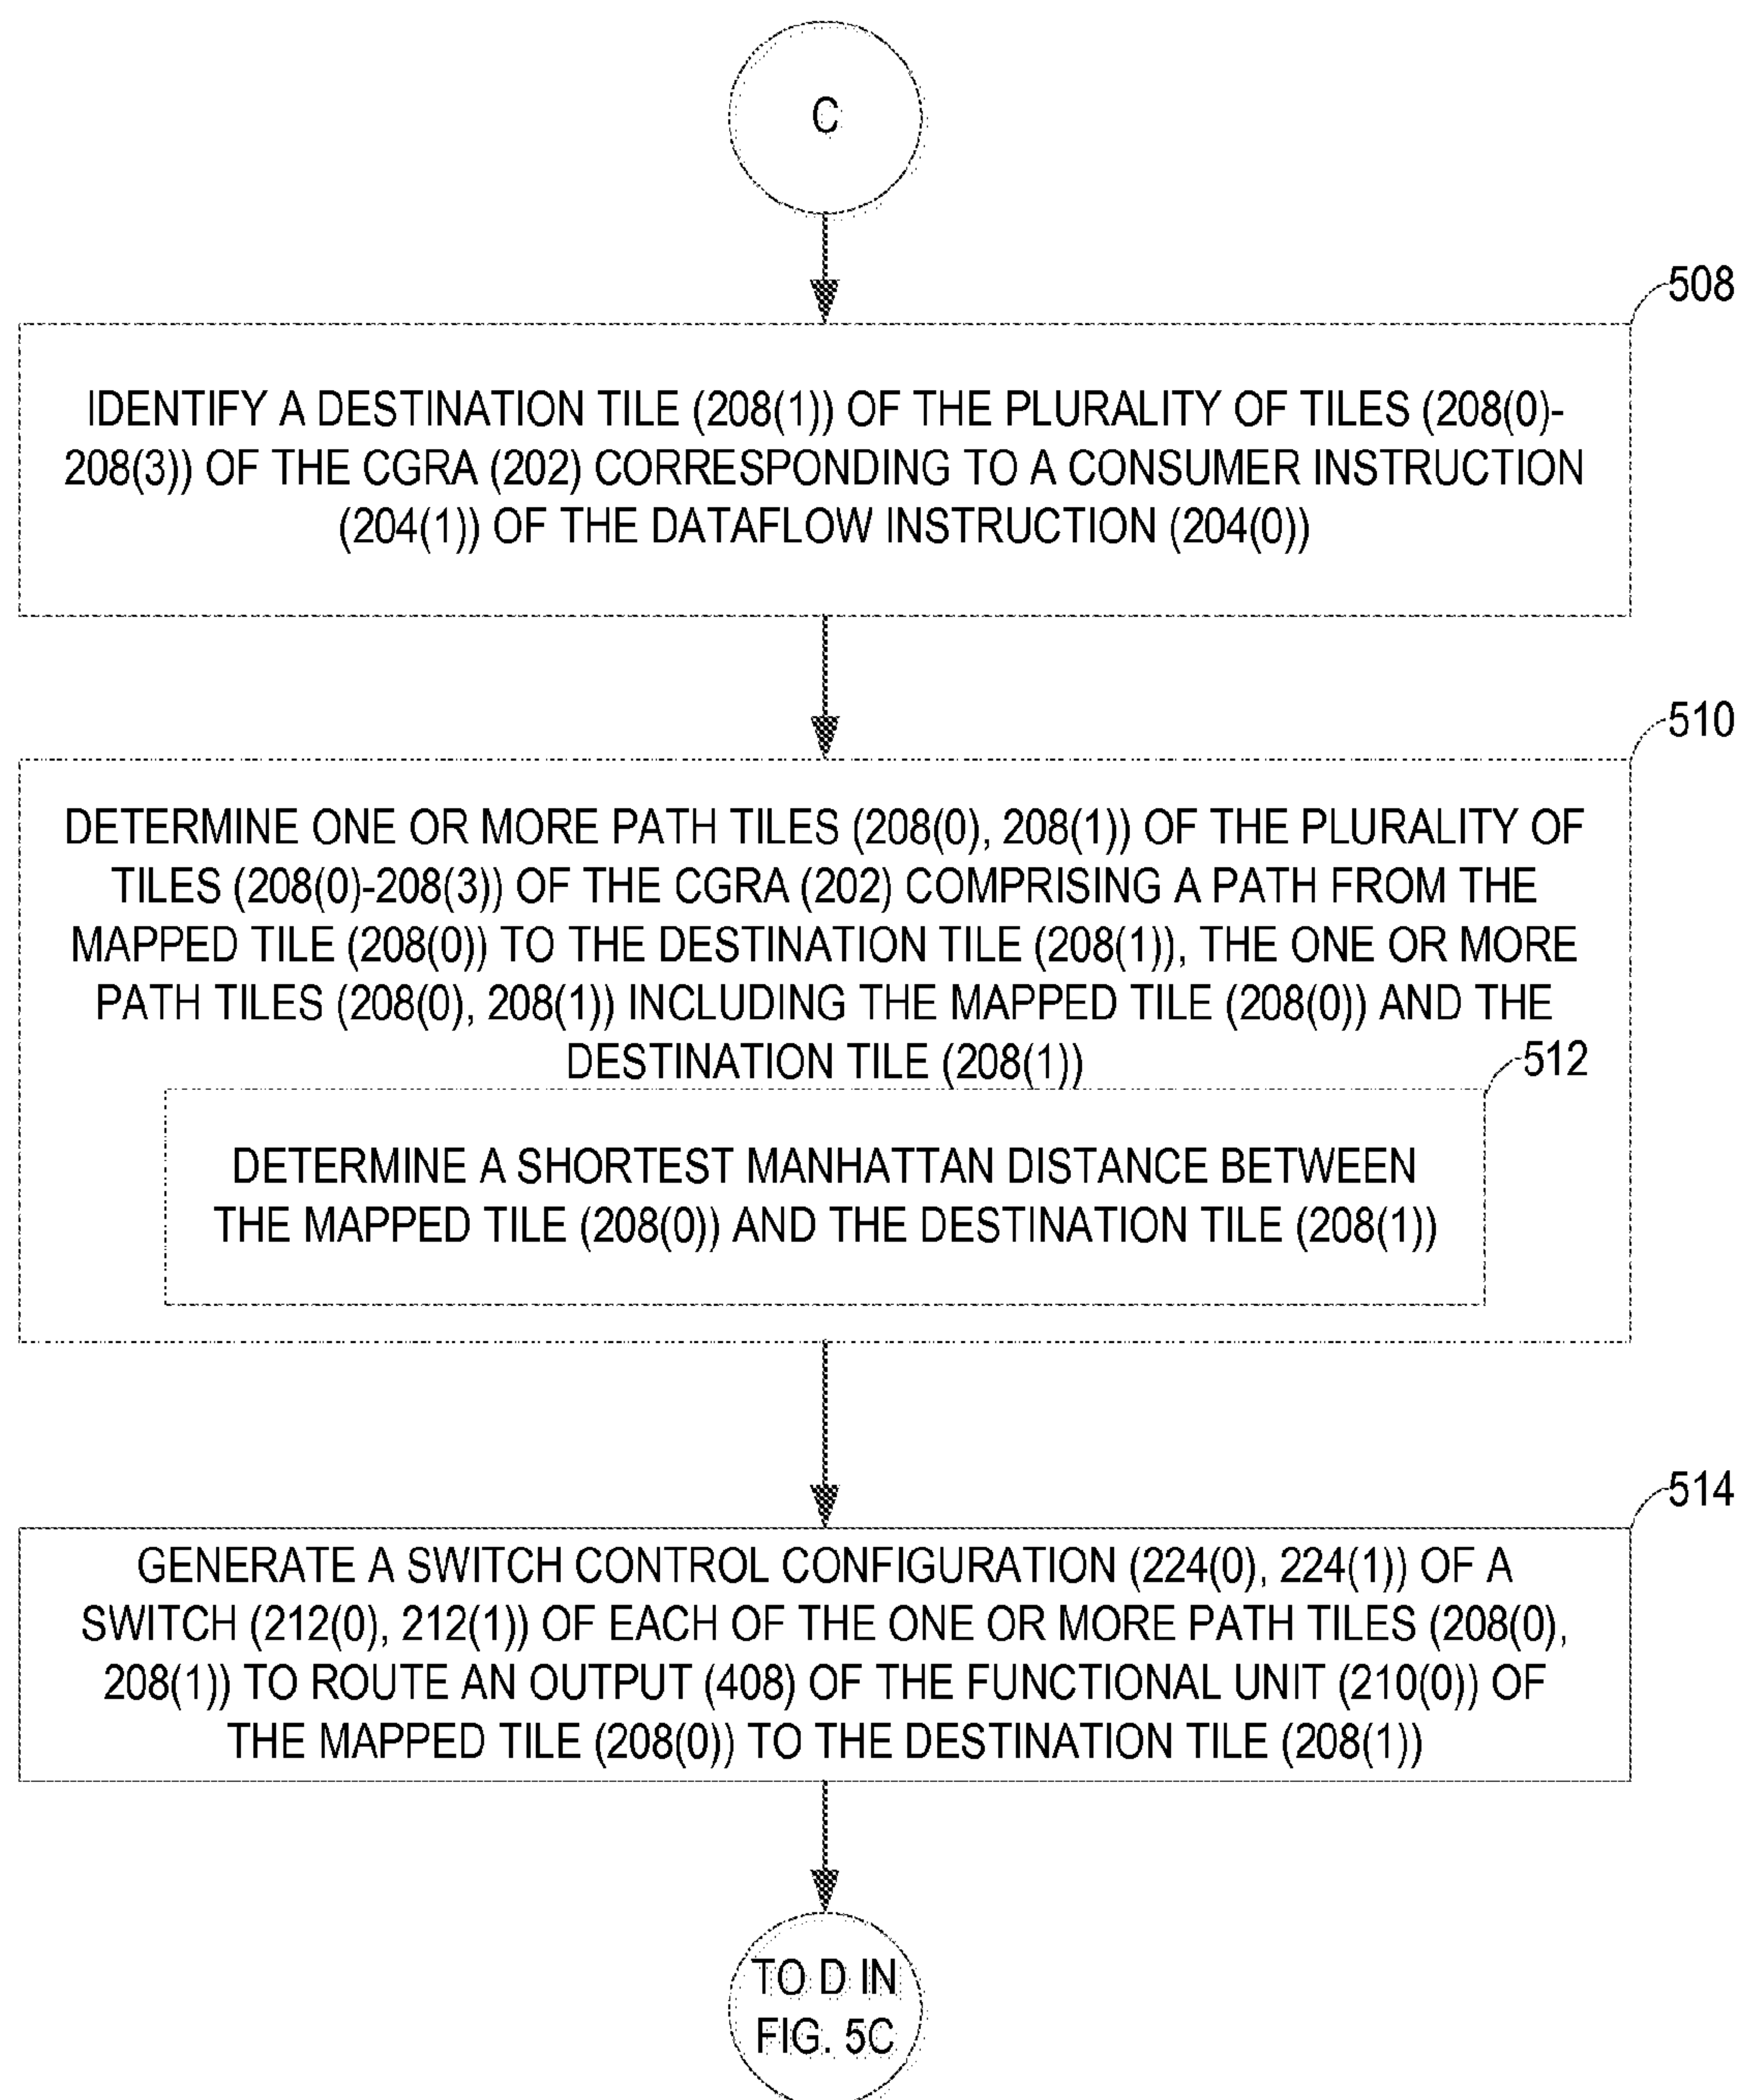 C
508
IDENTIFY A DESTINATION TILE (208(1)) OF THE PLURALITY OF TILES (208(0)-
208(3)) OF THE CGRA (202) CORRESPONDING TO A CONSUMER INSTRUCTION
(204(1)) OF THE DATAFLOW INSTRUCTION (204(0))
510
DETERMINE ONE OR MORE PATH TILES (208(0), 208(1)) OF THE PLURALITY OF
TILES (208(0)-208(3)) OF THE CGRA (202) COMPRISING A PATH FROM THE
MAPPED TILE (208(0)) TO THE DESTINATION TILE (208(1)), THE ONE OR MORE
PATH TILES (208(0), 208(1)) INCLUDING THE MAPPED TILE (208(0)) AND THE
DESTINATION TILE (208(1))
512
DETERMINE A SHORTEST MANHATTAN DISTANCE BETWEEN
THE MAPPED TILE (208(0)) AND THE DESTINATION TILE (208(1))
514
GENERATE A SWITCH CONTROL CONFIGURATION (224(0), 224(1)) OF A
SWITCH (212(0), 212(1)) OF EACH OF THE ONE OR MORE PATH TILES (208(0),
208(1)) TO ROUTE AN OUTPUT (408) OF THE FUNCTIONAL UNIT (210(0)) OF
THE MAPPED TILE (208(0)) TO THE DESTINATION TILE (208(1))
TO D IN
FIG. 5C